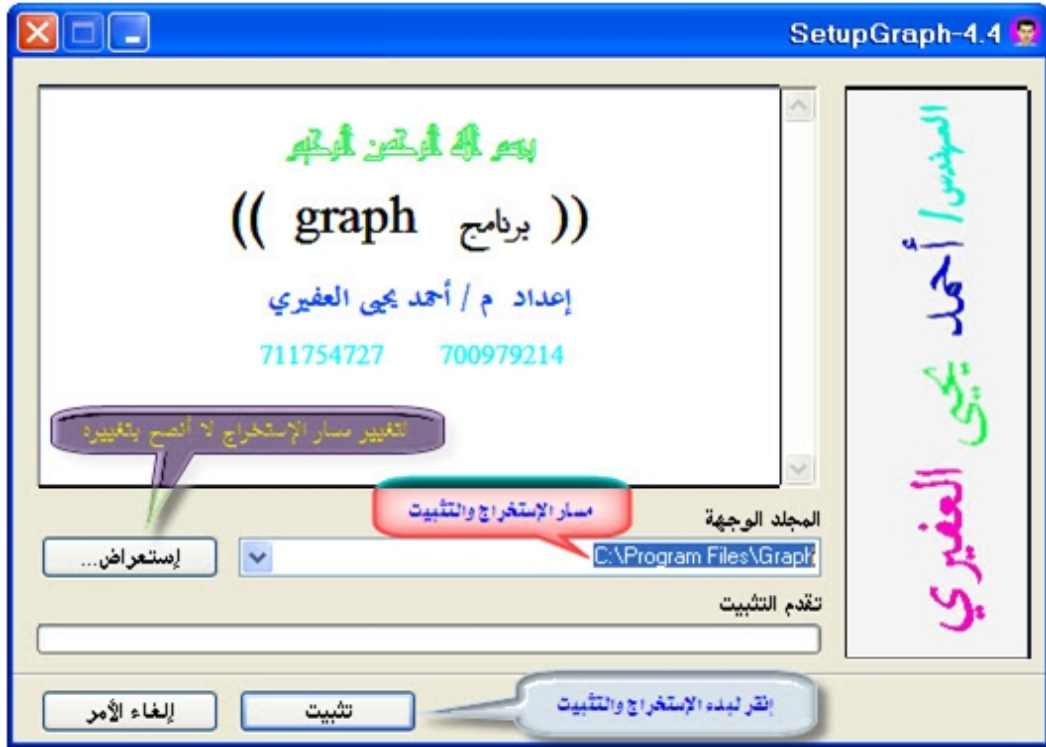 SetupGraph-4.4
بسم الله الرحمن الرحيم
(( برنامج graph ))
إعداد م / أحمد يحيى العفيري
711754727 700979214
لتغيير مسار الإستخراج لا أنصح بتغييره
مسار الإستخراج والتثبيت
المجلد الوجهة
C:\Program Files\Graph
إستعراض...
تقدم التثبيت
إنقر لبدء الإستخراج والتثبيت
تثبيت
إلغاء الأمر
المهندس/ أحمد يحيى العفيري